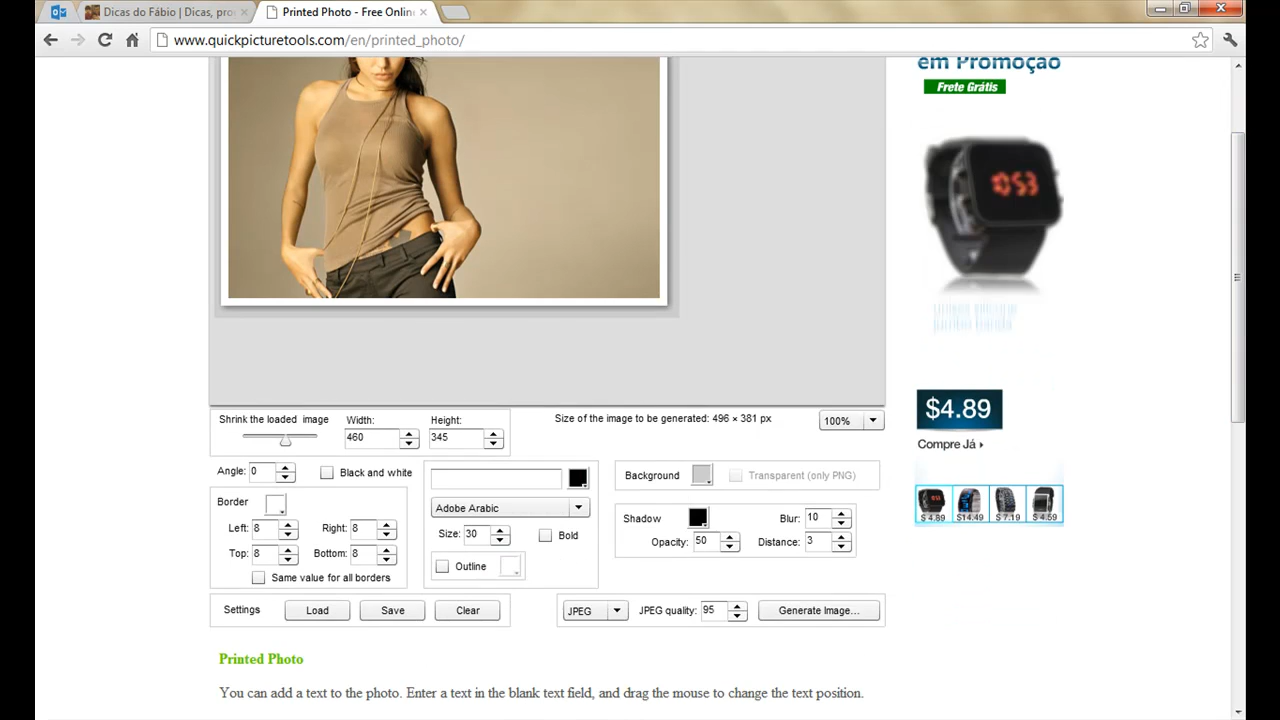 Dicas do Fábio | Dicas, pro
Printed Photo - Free Onlin
www.quickpicturetools.com/en/printed_photo/
em Promoção
Frete Grátis
10:53
$4.89
Compre Já
$ 4.89 $14.49 $ 7.19 $ 4.59
Shrink the loaded image
Width:
Height:
460
345
Size of the image to be generated: 496 × 381 px
100%
Angle: 0
Black and white
Border
Left: 8
Right: 8
Top: 8
Bottom: 8
Same value for all borders
Adobe Arabic
Size: 30
Bold
Outline
Background
Transparent (only PNG)
Shadow
Blur: 10
Opacity: 50
Distance: 3
Settings
Load
Save
Clear
JPEG
JPEG quality: 95
Generate Image...
Printed Photo
You can add a text to the photo. Enter a text in the blank text field, and drag the mouse to change the text position.